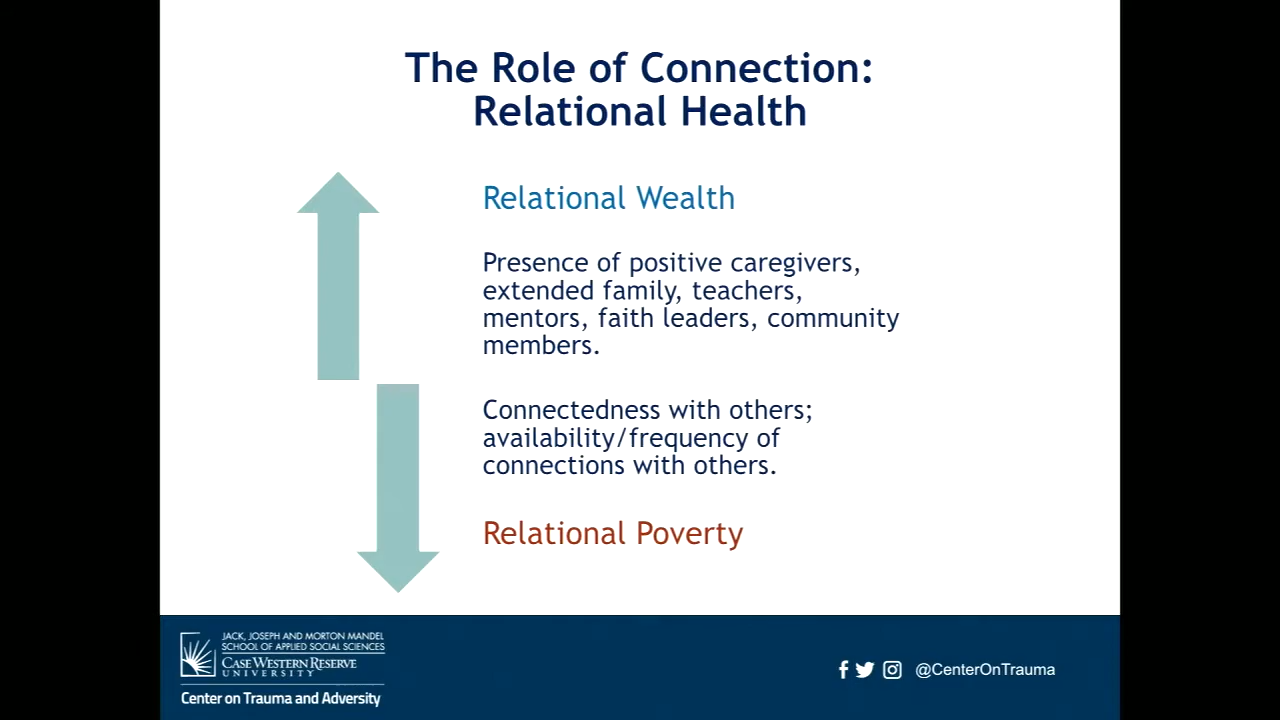 The Role of Connection:
Relational Health
Relational Wealth
Presence of positive caregivers,
extended family, teachers,
mentors, faith leaders, community
members.
Connectedness with others;
availability/frequency of
connections with others.
Relational Poverty
JACK, JOSEPH AND MORTON MANDEL
SCHOOL OF APPLIED SOCIAL SCIENCES
CASE WESTERN RESERVE
UNIVERSITY
Center on Trauma and Adversity
@CenterOnTrauma